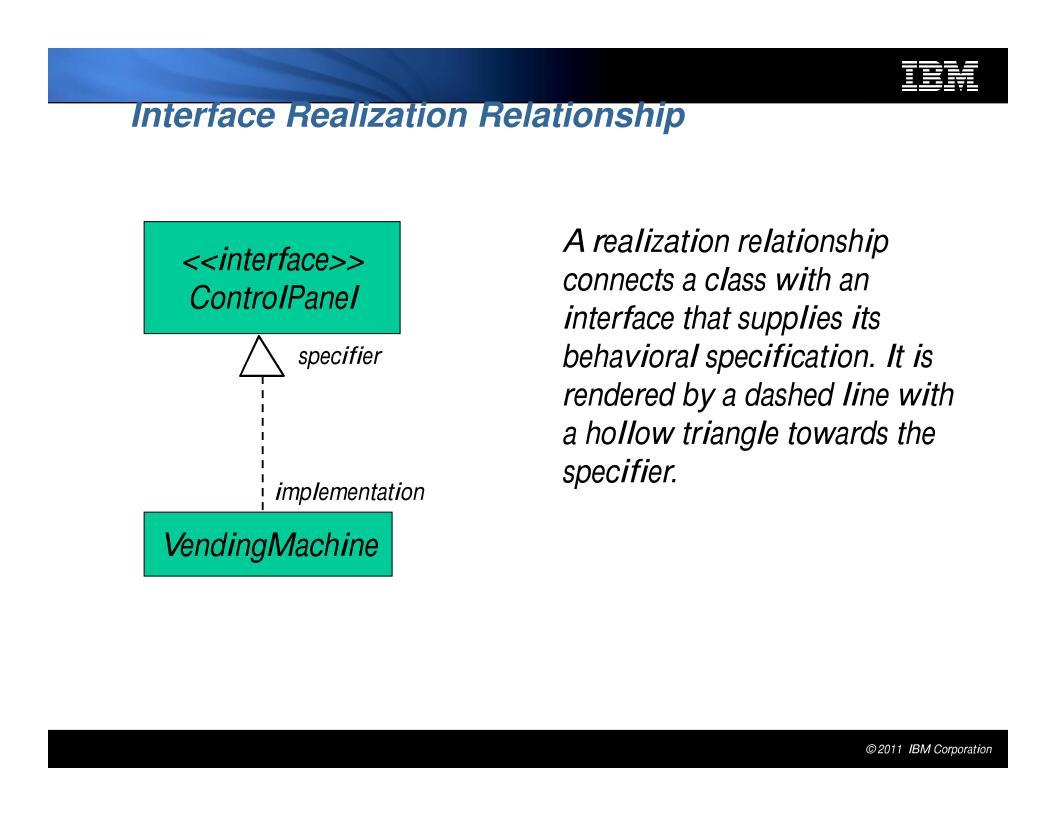 IBM
Interface Realization Relationship
<<interface>>
ControlPanel
specifier
implementation
VendingMachine
A realization relationship
connects a class with an
interface that supplies its
behavioral specification. It is
rendered by a dashed line with
a hollow triangle towards the
specifier.
© 2011 IBM Corporation